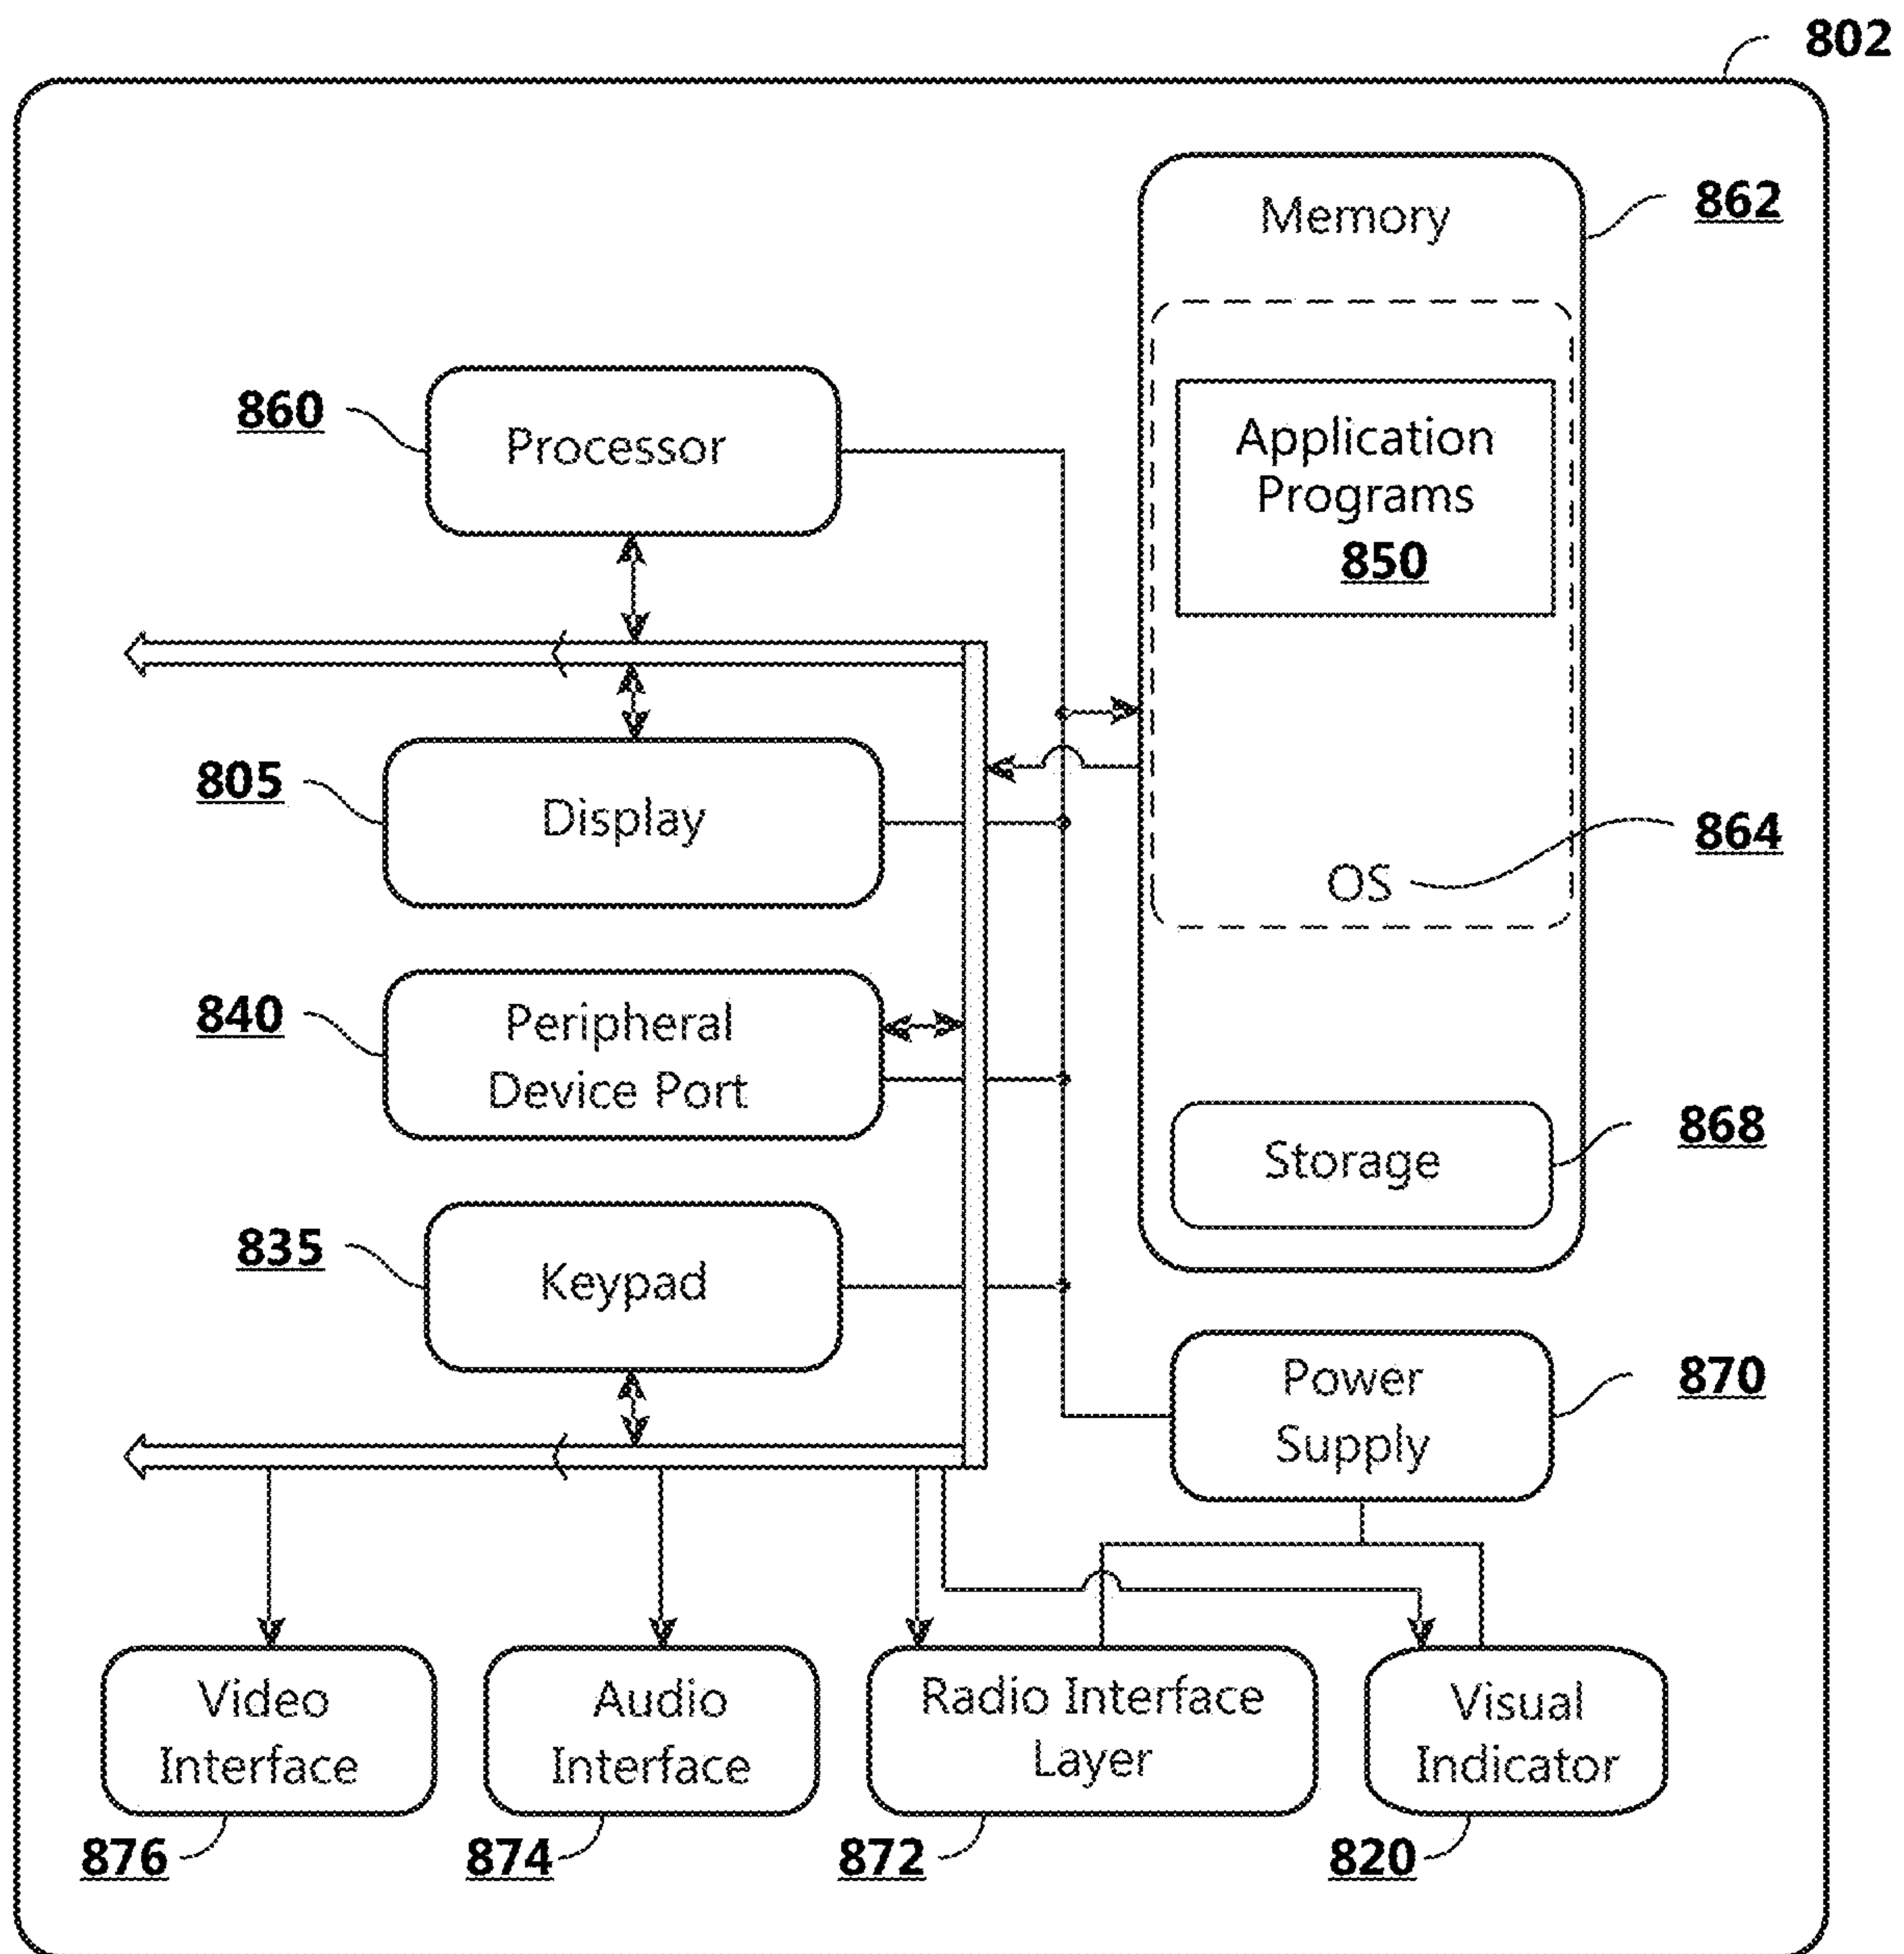 802
Memory
862
Application
Programs
850
860
Processor
805
Display
864
OS
840
Peripheral
Device Port
868
Storage
835
Keypad
Power
Supply
870
Video
Interface
Audio
Interface
Radio Interface
Layer
Visual
Indicator
876
874
872
820